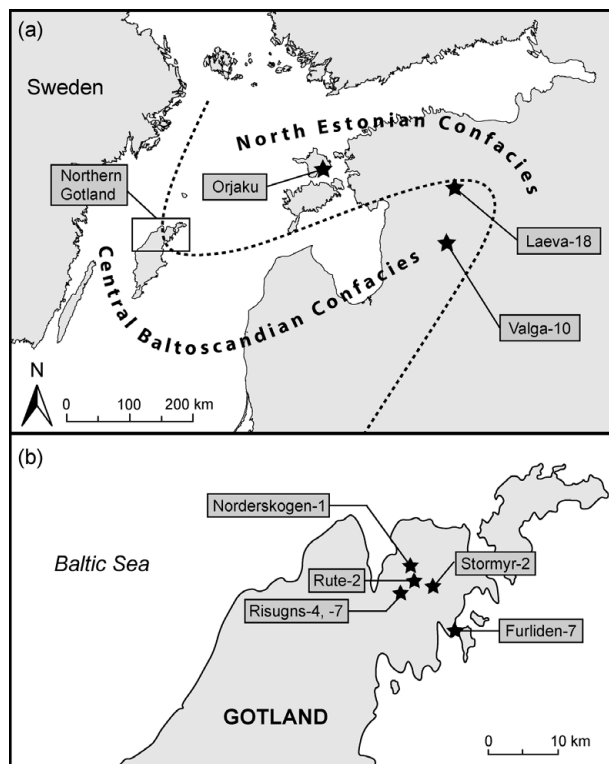 (a)
Sweden
North Estonian Confacies
Northern
Gotland
Orjaku
Laeva-18
Central Baltoscandian Confacies
Valga-10
N
0 100 200 km
(b)
Norderskogen-1
Baltic Sea
Stormyr-2
Rute-2
Risugns-4, -7
Furliden-7
GOTLAND
0 10 km